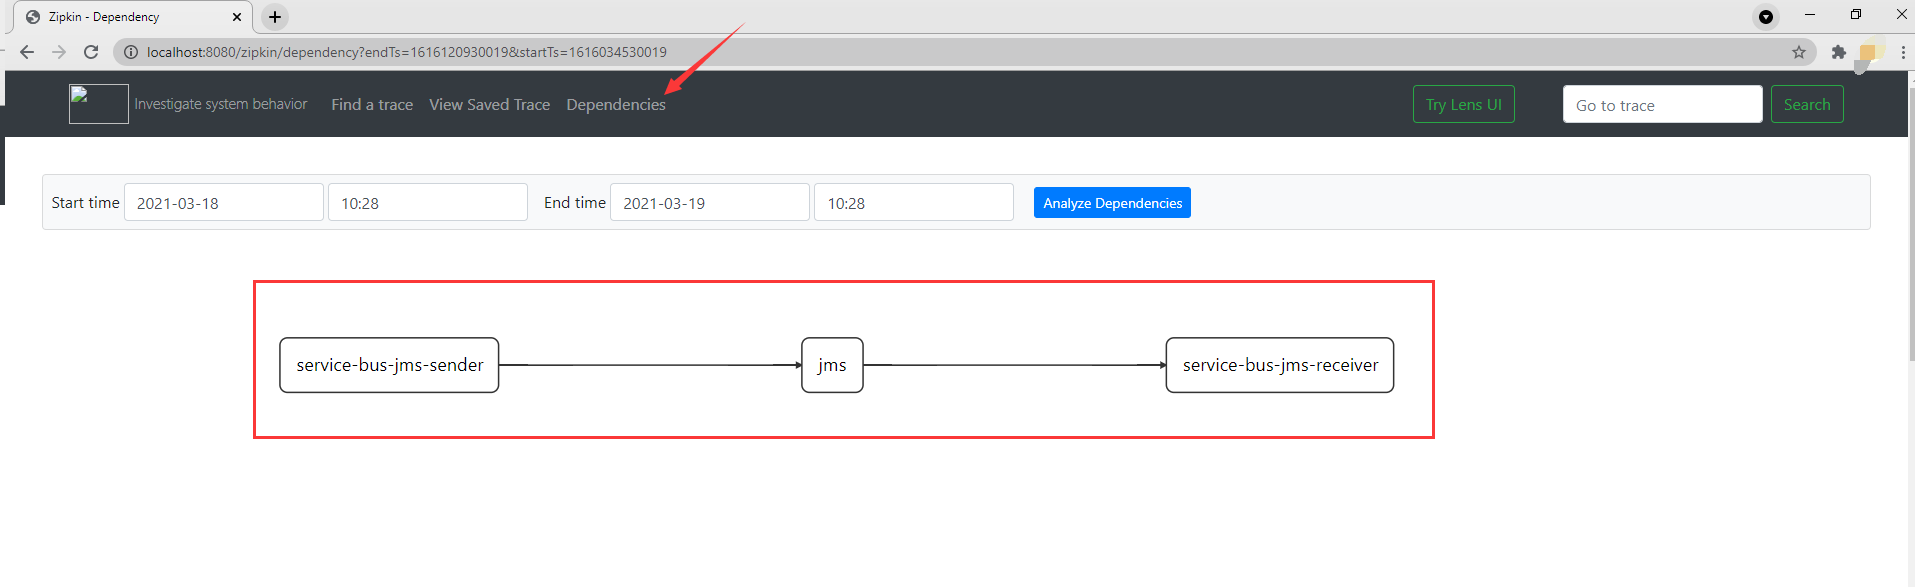 Zipkin - Dependency
localhost:8080/zipkin/dependency?endTs=1616120930019&startTs=1616034530019
Investigate system behavior Find a trace View Saved Trace Dependencies Try Lens UI Go to trace Search
Start time 2021-03-18 10:28 End time 2021-03-19 10:28 Analyze Dependencies
service-bus-jms-sender jms service-bus-jms-receiver